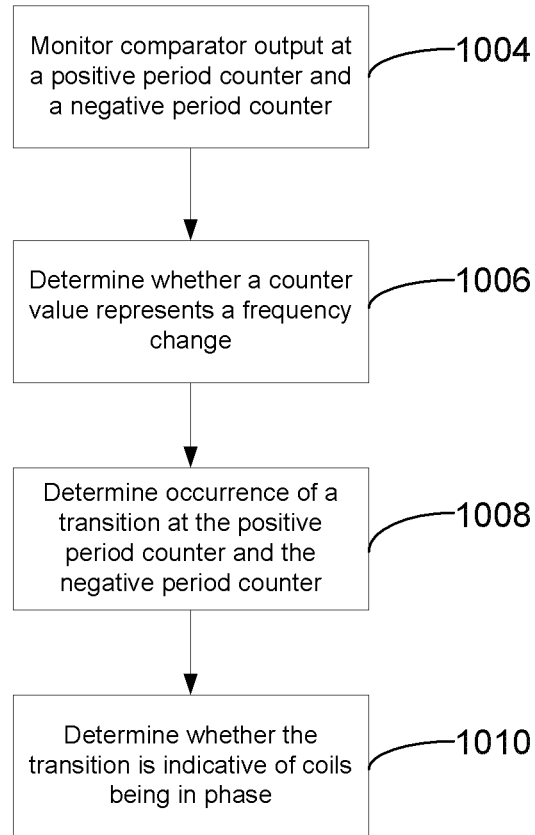 Monitor comparator output at
a positive period counter and
a negative period counter
1004
Determine whether a counter
value represents a frequency
change
1006
Determine occurrence of a
transition at the positive
period counter and the
negative period counter
1008
Determine whether the
transition is indicative of coils
being in phase
1010